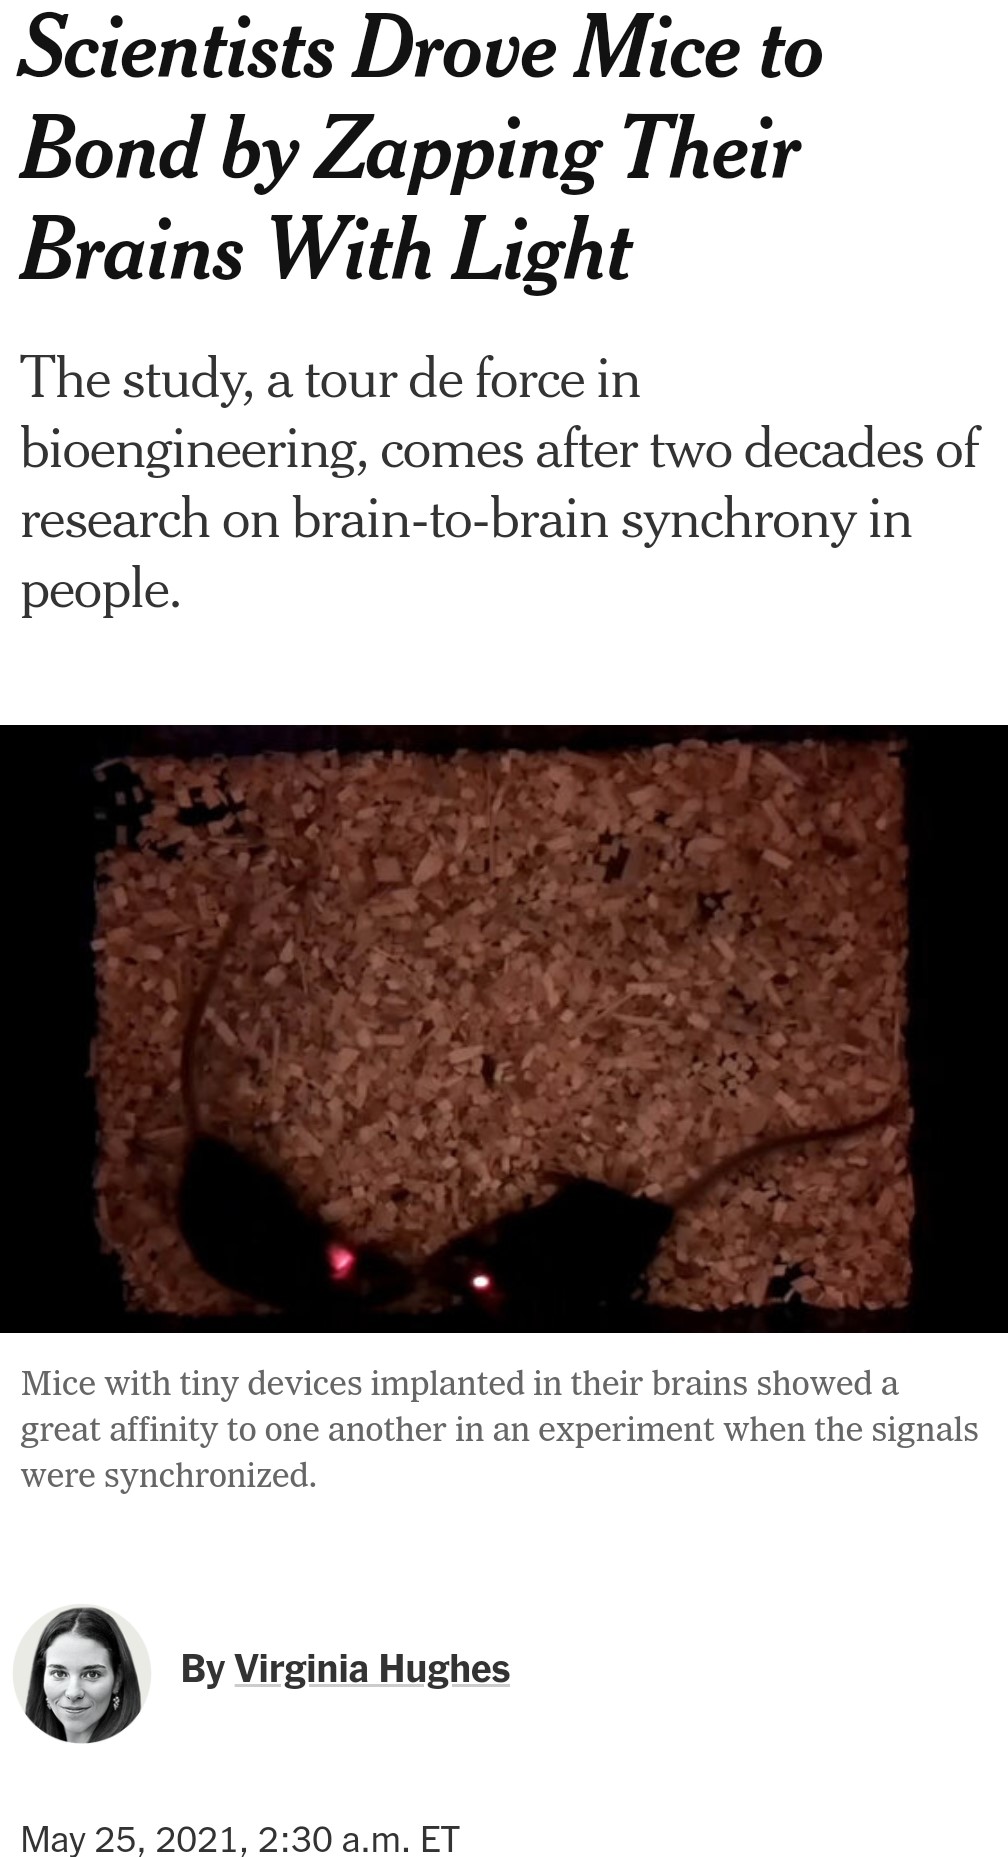 Scientists Drove Mice to
Bond by Zapping Their
Brains With Light
The study, a tour de force in
bioengineering, comes after two decades of
research on brain-to-brain synchrony in
people.
Mice with tiny devices implanted in their brains showed a
great affinity to one another in an experiment when the signals
were synchronized.
By Virginia Hughes
May 25, 2021, 2:30 a.m. ET